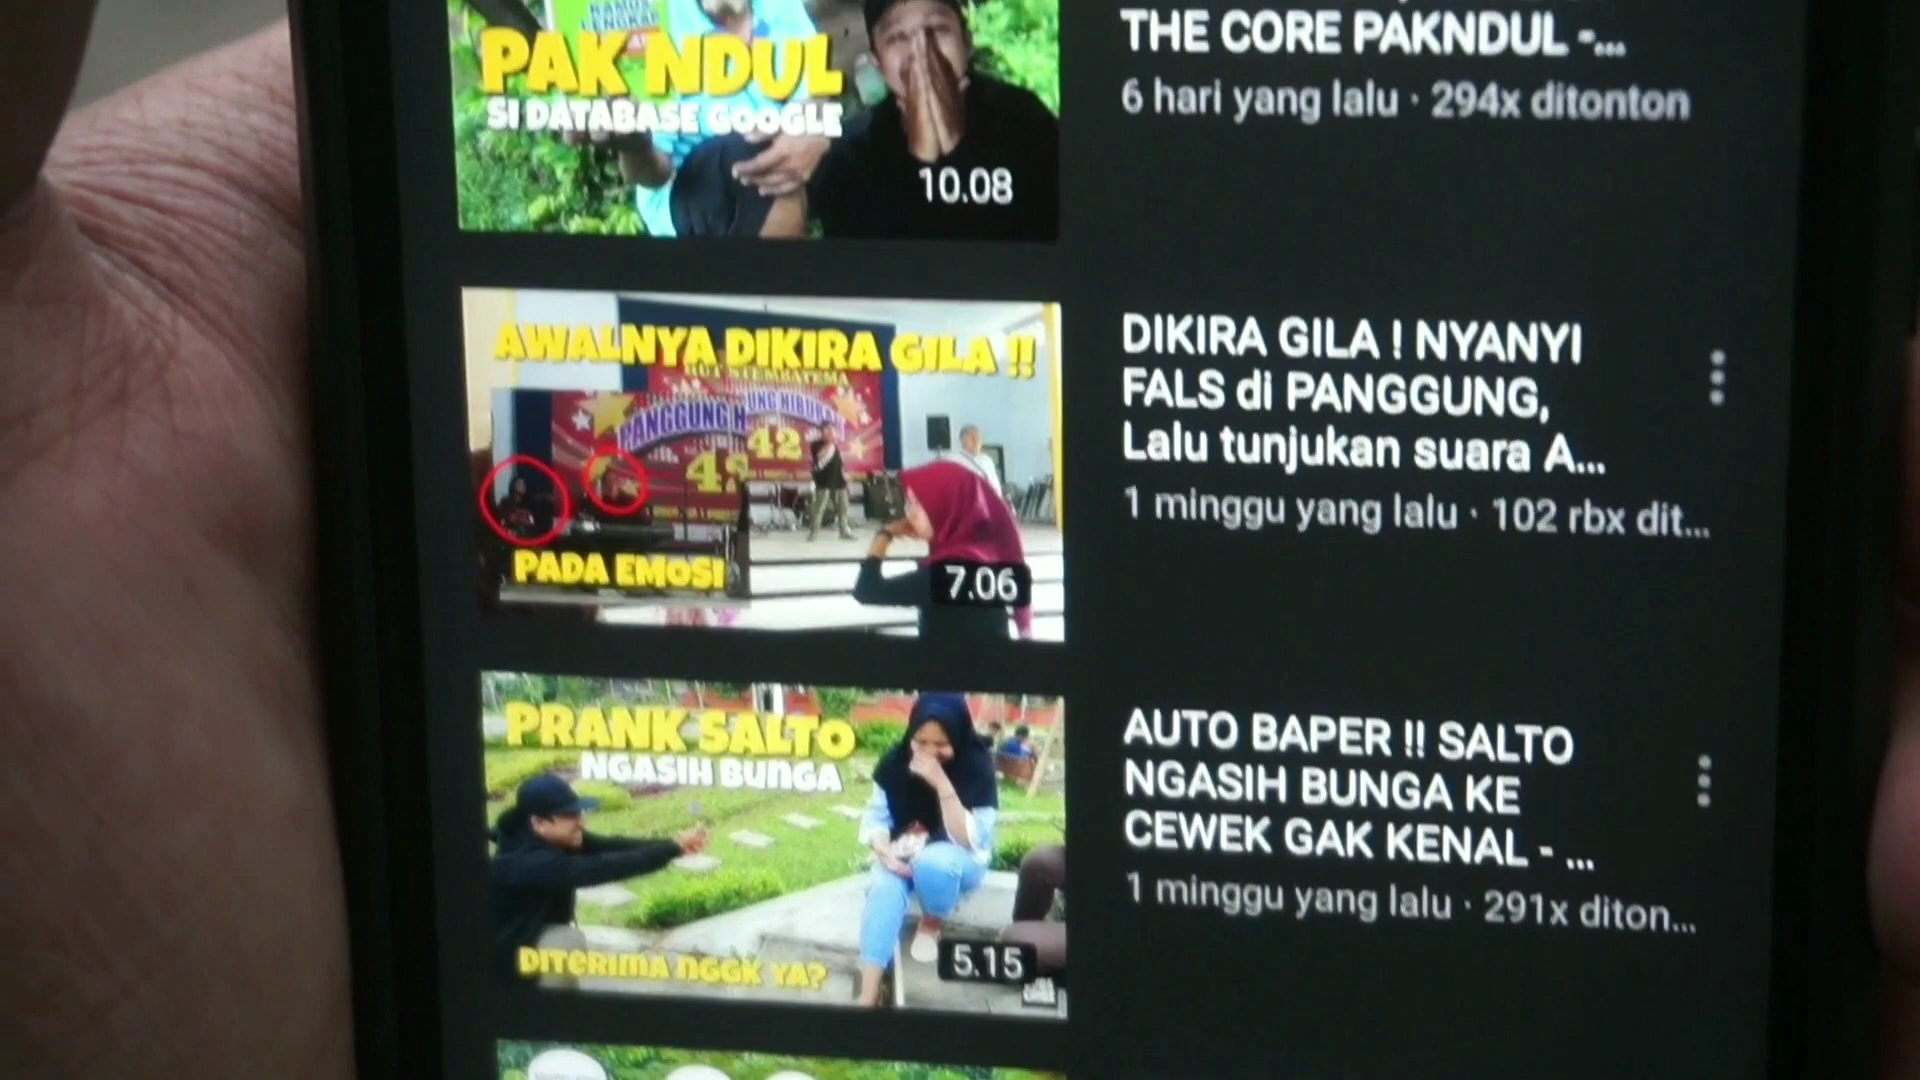 PAK NDUL
SI DATABASE GOOGLE
10.08
THE CORE PAKNDUL -...
6 hari yang lalu · 294x ditonton
AWALNYA DIKIRA GILA !!
42
PADA EMOSI
7.06
DIKIRA GILA ! NYANYI
FALS di PANGGUNG,
Lalu tunjukan suara A...
1 minggu yang lalu · 102 rbx dit...
PRANK SALTO
NGASIH BUNGA
DITERIMA NGGK YA?
5.15
AUTO BAPER !! SALTO
NGASIH BUNGA KE
CEWEK GAK KENAL - ...
1 minggu yang lalu · 291x diton...